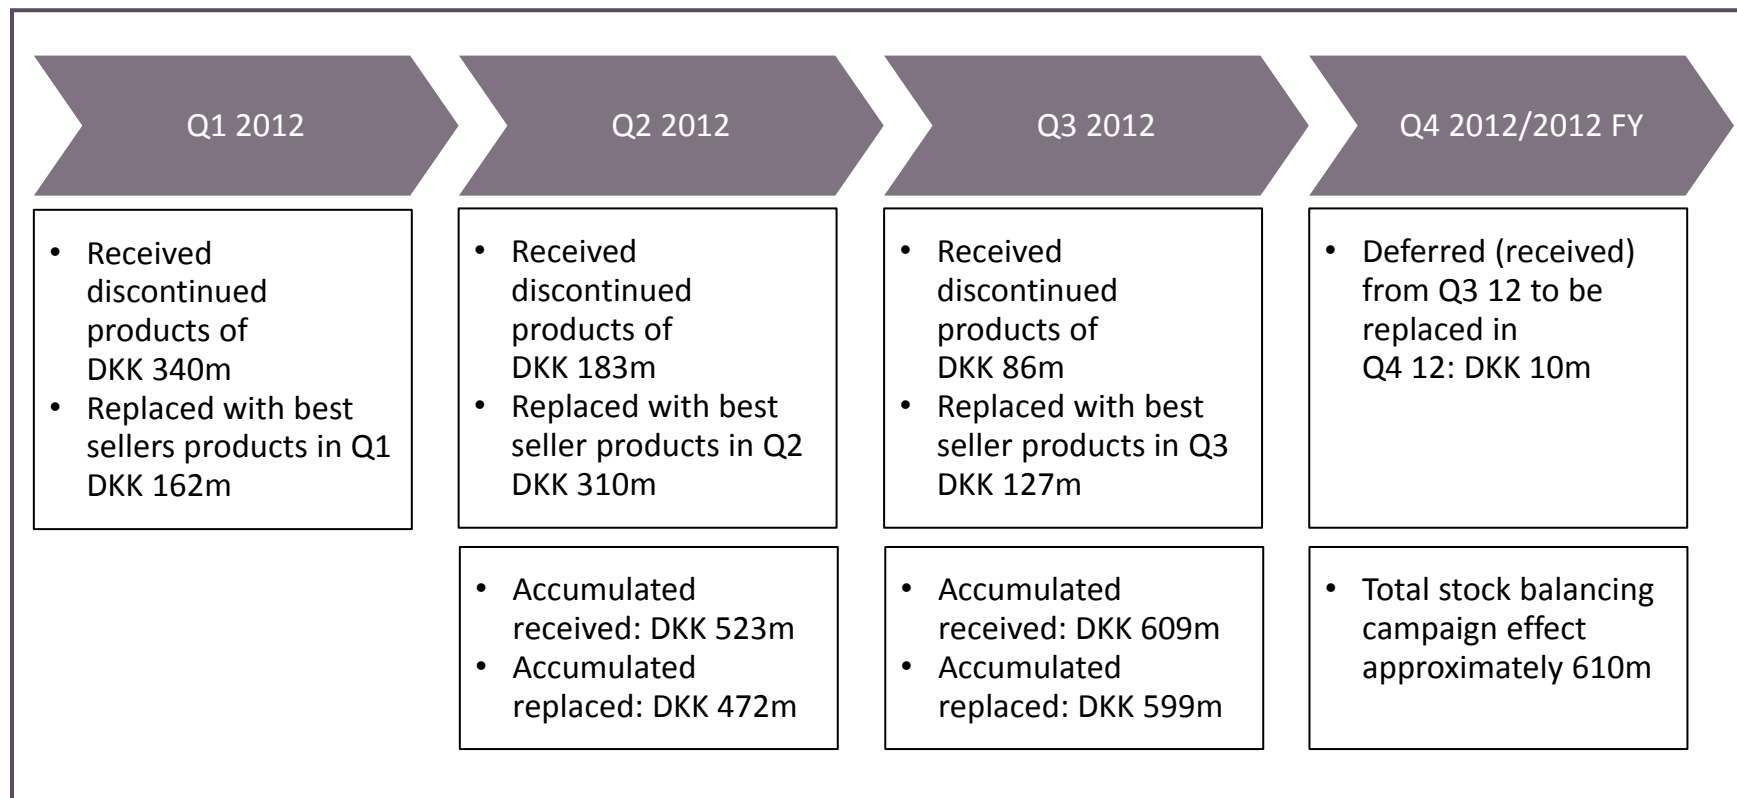 Q1 2012
Q2 2012
Q3 2012
Q4 2012/2012 FY
• Received
discontinued
products of
DKK 340m
• Replaced with best
sellers products in Q1
DKK 162m
• Received
discontinued
products of
DKK 183m
• Replaced with best
seller products in Q2
DKK 310m
• Received
discontinued
products of
DKK 86m
• Replaced with best
seller products in Q3
DKK 127m
• Deferred (received)
from Q3 12 to be
replaced in
Q4 12: DKK 10m
• Accumulated
received: DKK 523m
• Accumulated
replaced: DKK 472m
• Accumulated
received: DKK 609m
• Accumulated
replaced: DKK 599m
• Total stock balancing
campaign effect
approximately 610m